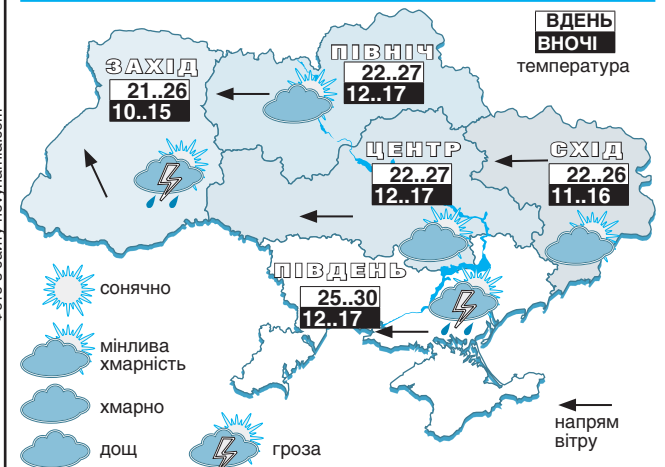 ВДЕНЬ
ВНОЧІ
температура
ПІВНІЧ
22..27
12..17
ЗАХІД
21..26
10..15
ЦЕНТР
22..27
12..17
СХІД
22..26
11..16
ПІВДЕНЬ
25..30
12..17
сонячно
мінлива
хмарність
хмарно
дощ
гроза
напрям
вітру